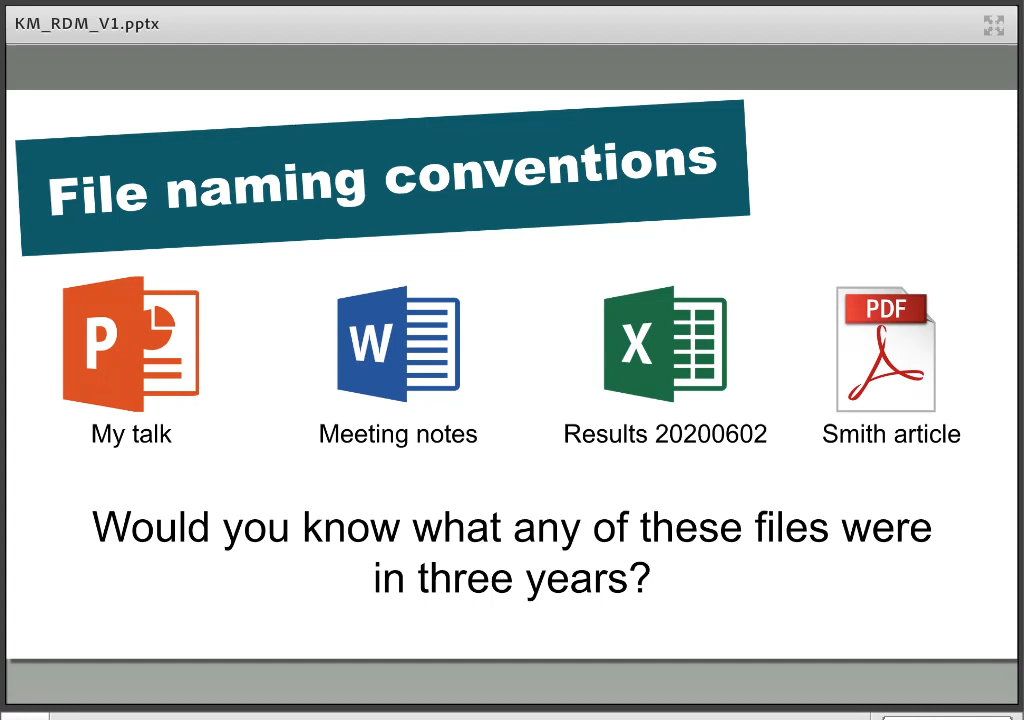 KM_RDM_V1.pptx
File naming conventions
P
W
X
PDF
My talk
Meeting notes
Results 20200602
Smith article
Would you know what any of these files were
in three years?